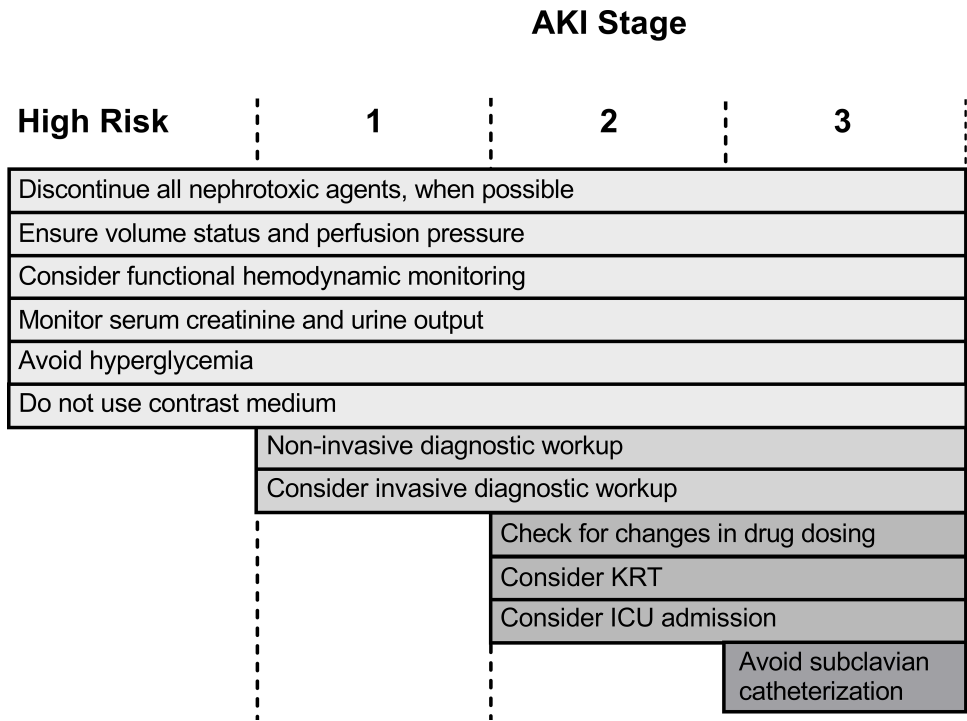 AKI Stage
High Risk 1 2 3
Discontinue all nephrotoxic agents, when possible
Ensure volume status and perfusion pressure
Consider functional hemodynamic monitoring
Monitor serum creatinine and urine output
Avoid hyperglycemia
Do not use contrast medium
Non-invasive diagnostic workup
Consider invasive diagnostic workup
Check for changes in drug dosing
Consider KRT
Consider ICU admission
Avoid subclavian
catheterization